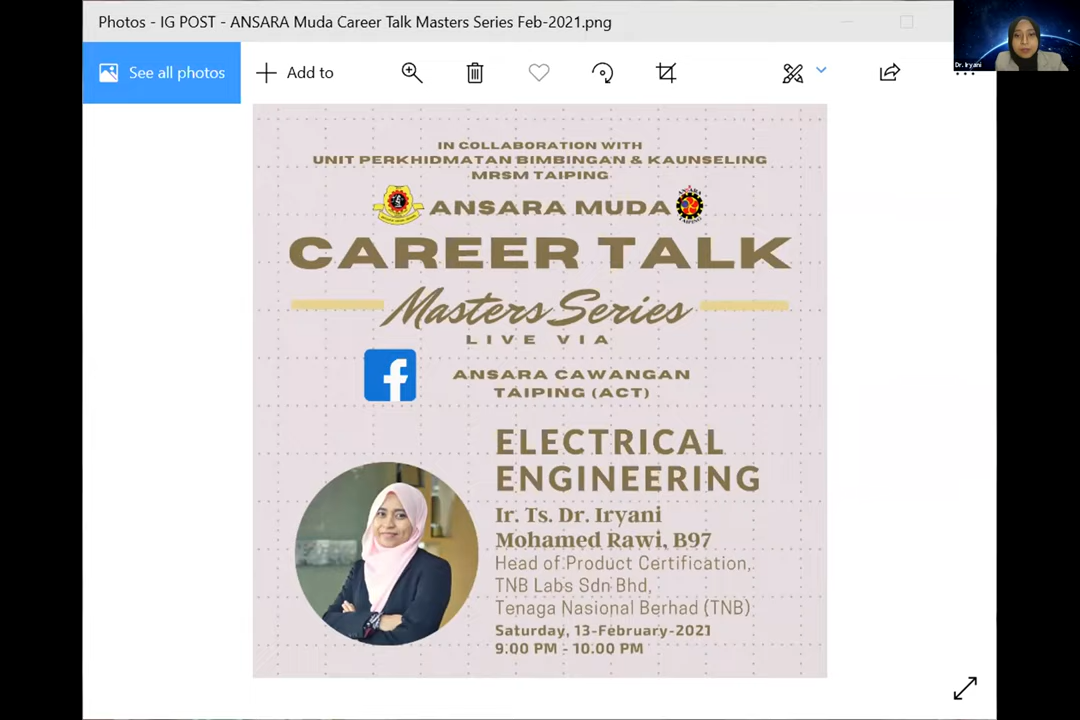 Photos - IG POST - ANSARA Muda Career Talk Masters Series Feb-2021.png
See all photos
Add to
Dr. Iryani
IN COLLABORATION WITH
UNIT PERKHIDMATAN BIMBINGAN & KAUNSELING
MRSM TAIPING
ANSARA MUDA
CAREER TALK
Masters Series
LIVE VIA
ANSARA CAWANGAN
TAIPING (ACT)
ELECTRICAL
ENGINEERING
Ir. Ts. Dr. Iryani
Mohamed Rawi, B97
Head of Product Certification,
TNB Labs Sdn Bhd,
Tenaga Nasional Berhad (TNB)
Saturday, 13-February-2021
9.00 PM - 10.00 PM